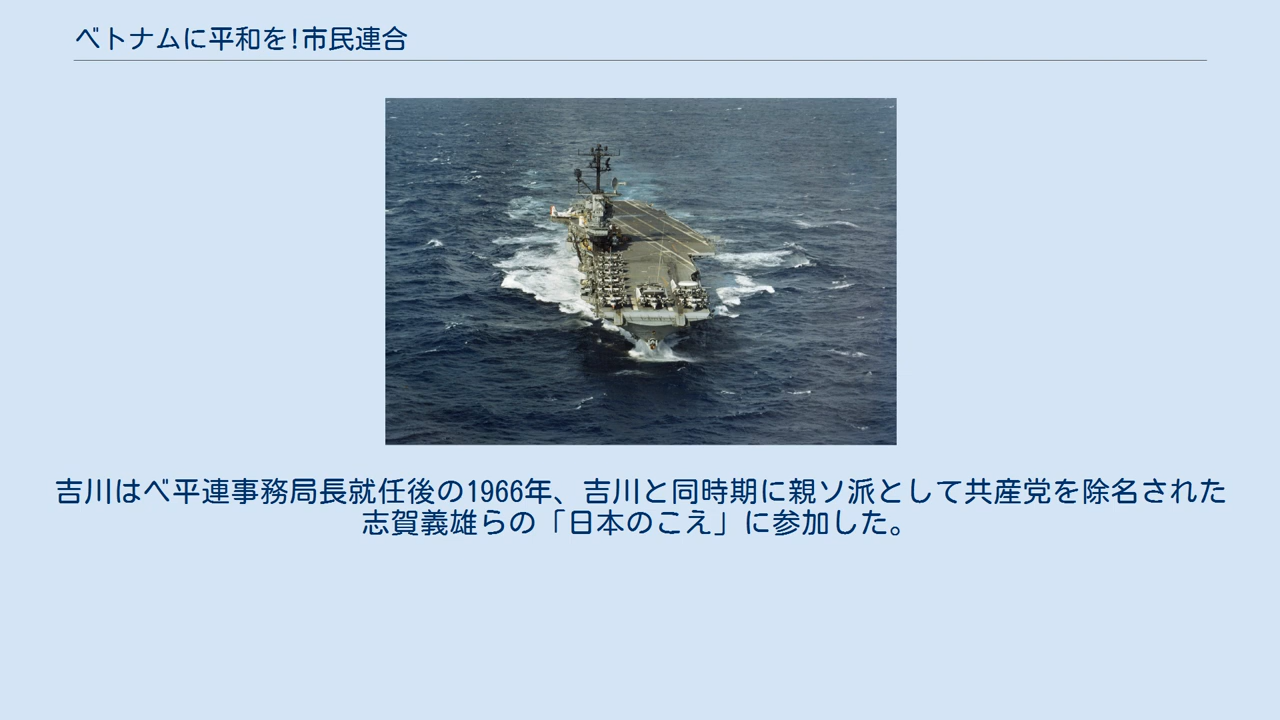 ベトナムに平和を!市民連合
吉川はべ平連事務局長就任後の1966年、吉川と同時期に親ソ派として共産党を除名された
志賀義雄らの「日本のこえ」に参加した。